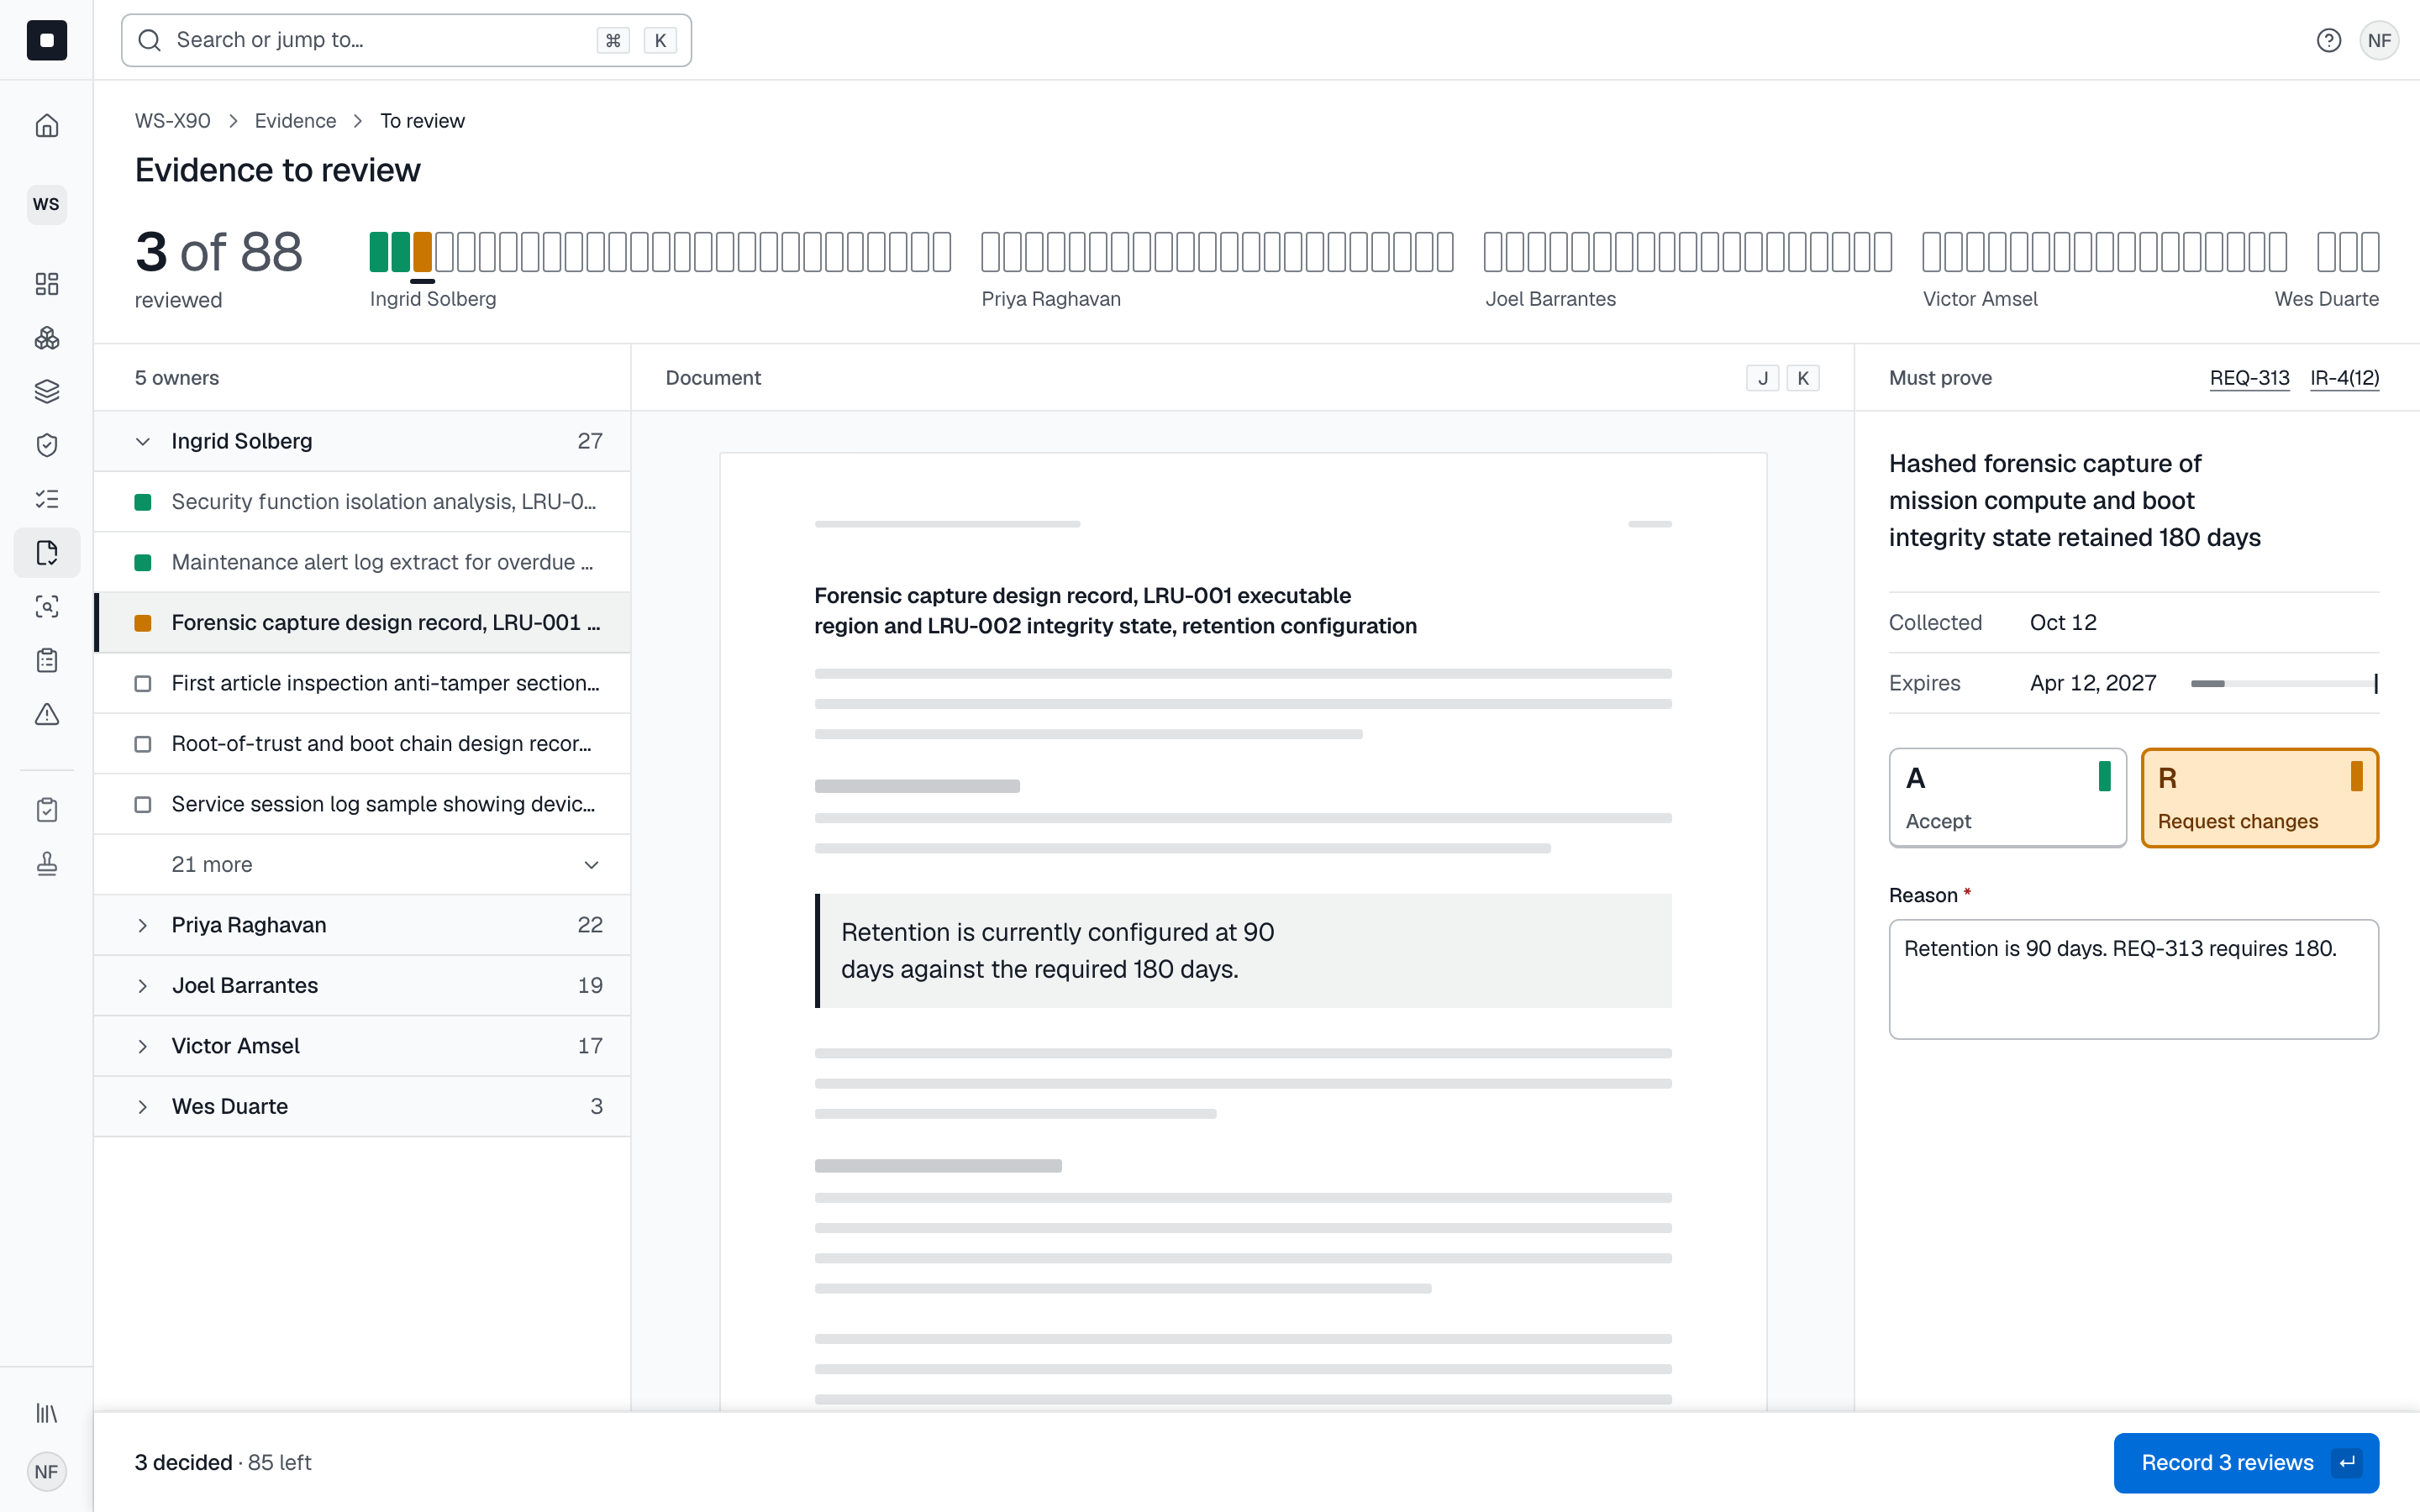 Search or jump to...
⌘ K
NF
WS-X90 > Evidence > To review
Evidence to review
WS
3 of 88
reviewed
Ingrid Solberg
Priya Raghavan
Joel Barrantes
Victor Amsel
Wes Duarte
5 owners
Ingrid Solberg 27
Security function isolation analysis, LRU-0...
Maintenance alert log extract for overdue ...
Forensic capture design record, LRU-001 ...
First article inspection anti-tamper section...
Root-of-trust and boot chain design recor...
Service session log sample showing devic...
21 more
Priya Raghavan 22
Joel Barrantes 19
Victor Amsel 17
Wes Duarte 3
Document
J K
Forensic capture design record, LRU-001 executable
region and LRU-002 integrity state, retention configuration
Retention is currently configured at 90
days against the required 180 days.
Must prove
REQ-313 IR-4(12)
Hashed forensic capture of
mission compute and boot
integrity state retained 180 days
Collected Oct 12
Expires Apr 12, 2027
A
Accept
R
Request changes
Reason *
Retention is 90 days. REQ-313 requires 180.
NF
3 decided · 85 left
Record 3 reviews